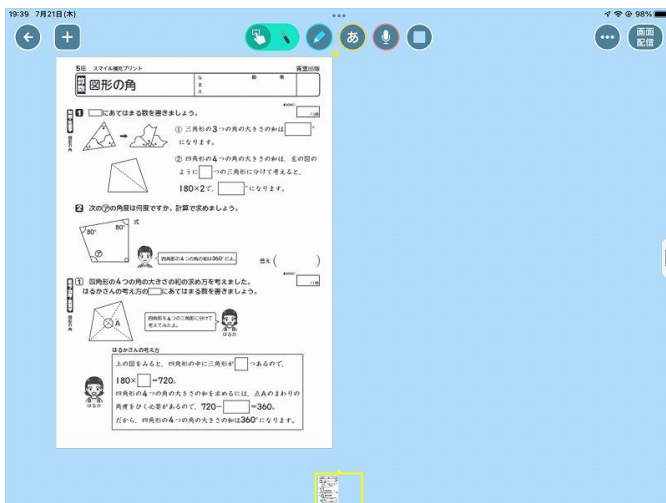 19:39 7月21日(木)
98%
あ
画面
配信
5年 スマイル補充プリント
青葉出版
図形の角
1 □にあてはまる数を書きましょう。
① 三角形の3つの角の大きさの和は□°
になります。
② 四角形の4つの角の大きさの和は、左の図の
ように□つの三角形に分けて考えると、
180×2で、□°になります。
2 次の㋐の角度は何度ですか。計算で求めましょう。
式
80° 80°
㋐
四角形の4つの角の和は360°だよ。
答え( )
1 四角形の4つの角の大きさの和の求め方を考えました。
はるかさんの考え方の□にあてはまる数を書きましょう。
A
四角形を4つの三角形に分けて
考えてみたよ。
はるか
はるかさんの考え方
上の図をみると、四角形の中に三角形が□つあるので、
180×□=720。
四角形の4つの角の大きさの和を求めるには、点Aのまわりの
角度をひく必要があるので、720-□=360。
だから、四角形の4つの角の大きさの和は360°になります。
はるか